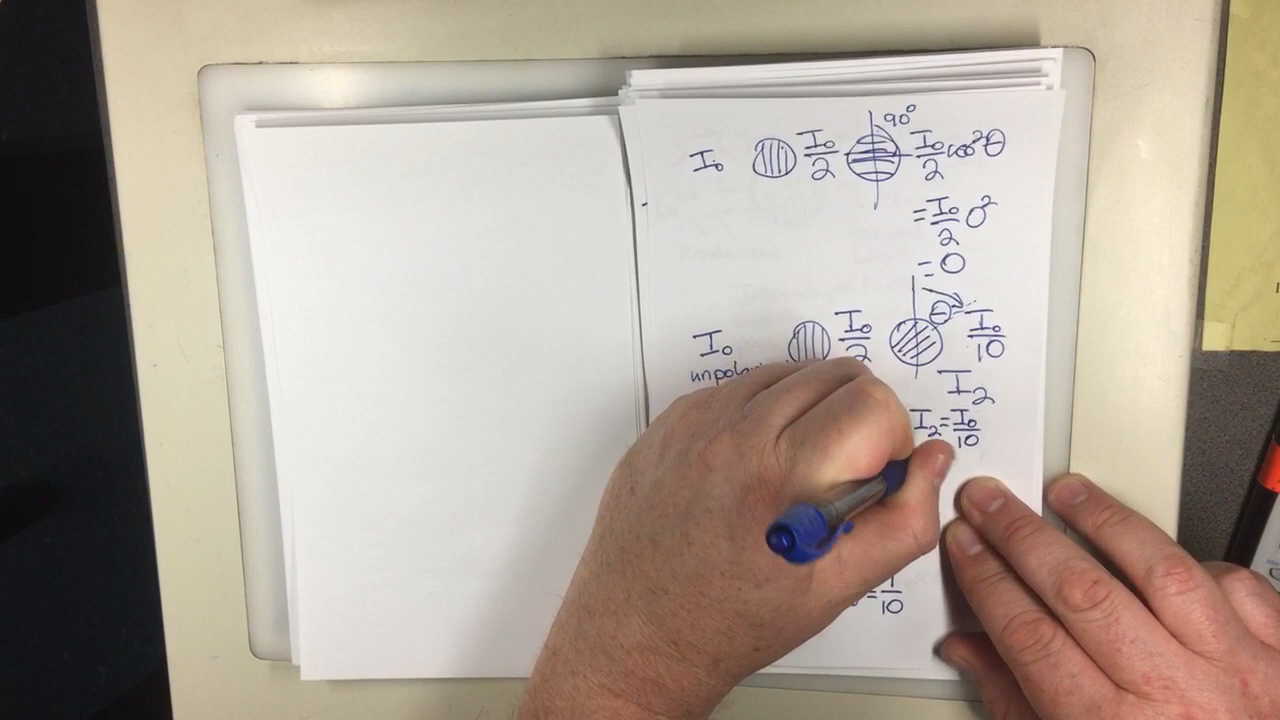 90°
I₀ I₀/2 I₀/2 cos²θ
= I₀/2 0²
= 0
θ
I₀ I₀/2 I₀/10
I₂
I₂ = I₀/10
= 1/10